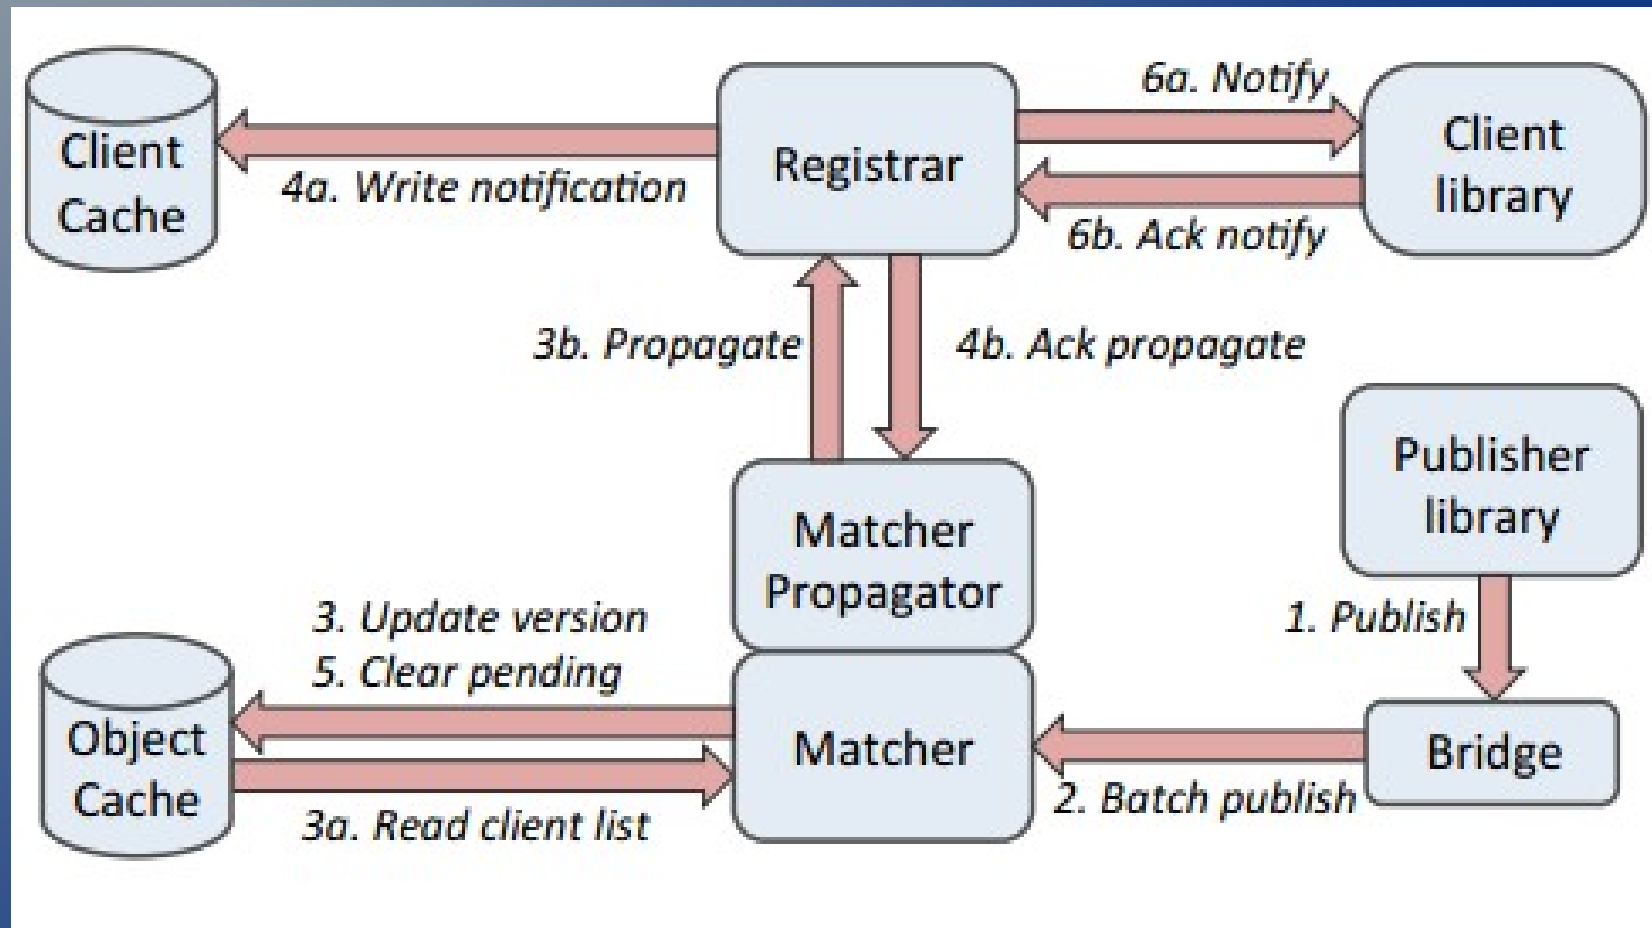 Client
Cache
4a. Write notification
Registrar
6a. Notify
6b. Ack notify
Client
library
3b. Propagate
4b. Ack propagate
Publisher
library
Matcher
Propagator
1. Publish
3. Update version
5. Clear pending
Object
Cache
3a. Read client list
Matcher
2. Batch publish
Bridge